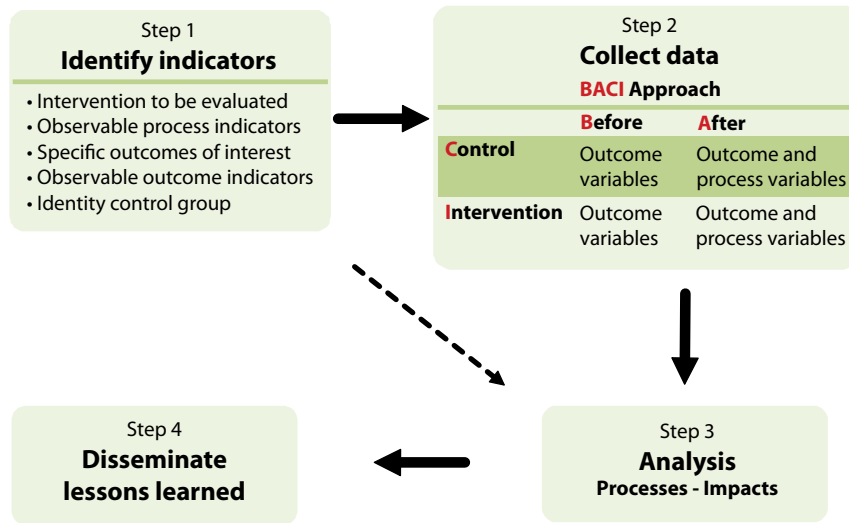 Step 1
Identify indicators
• Intervention to be evaluated
• Observable process indicators
• Specific outcomes of interest
• Observable outcome indicators
• Identity control group
Step 2
Collect data
BACI Approach
Before After
Control Outcome Outcome and
variables process variables
Intervention Outcome Outcome and
variables process variables
Step 3
Analysis
Processes - Impacts
Step 4
Disseminate
lessons learned